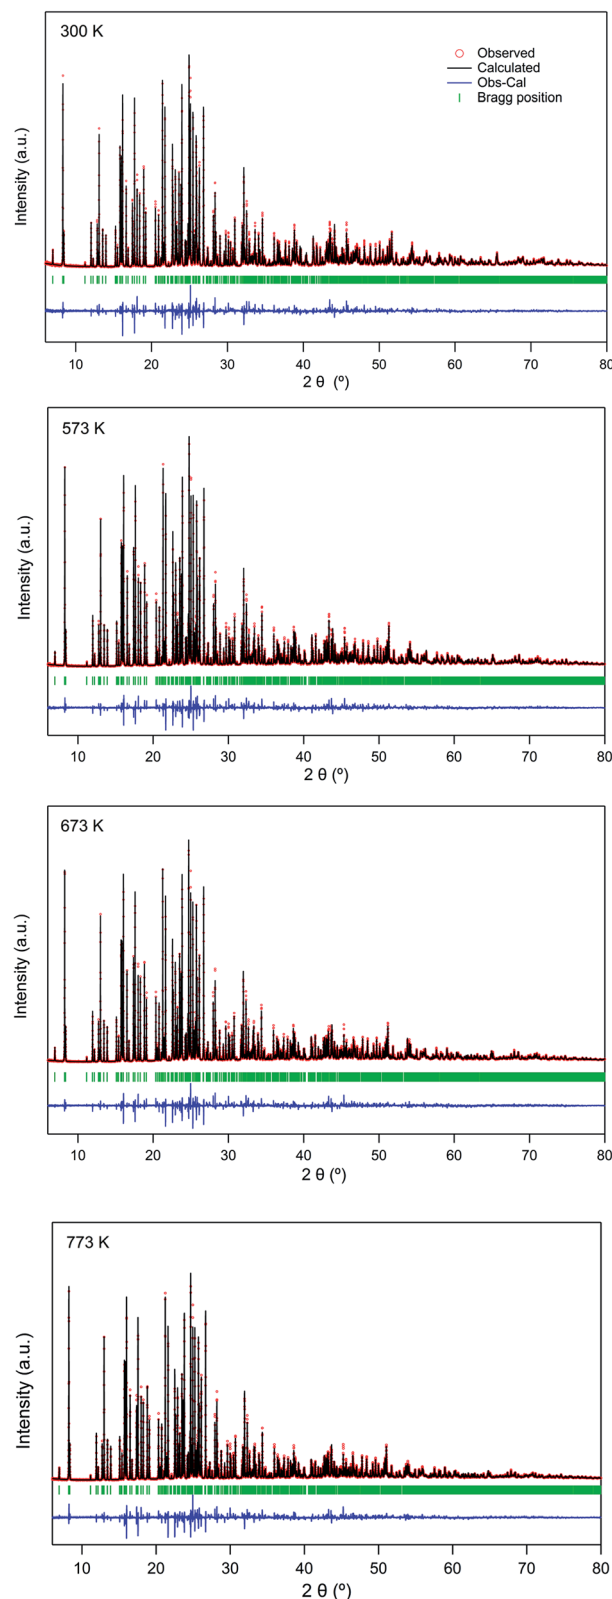 300 K
Observed
Calculated
Obs-Cal
Bragg position
Intensity (a.u.)
10 20 30 40 50 60 70 80
2 θ (º)
573 K
Intensity (a.u.)
10 20 30 40 50 60 70 80
2 θ (º)
673 K
Intensity (a.u.)
10 20 30 40 50 60 70 80
2 θ (º)
773 K
Intensity (a.u.)
10 20 30 40 50 60 70 80
2 θ (º)